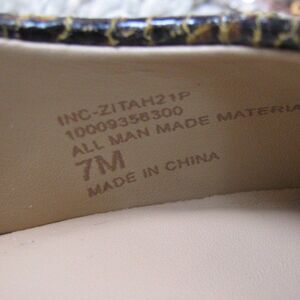 INC-ZITAH21P
10009356300
ALL MAN MADE MATERIA
7M
MADE IN CHINA